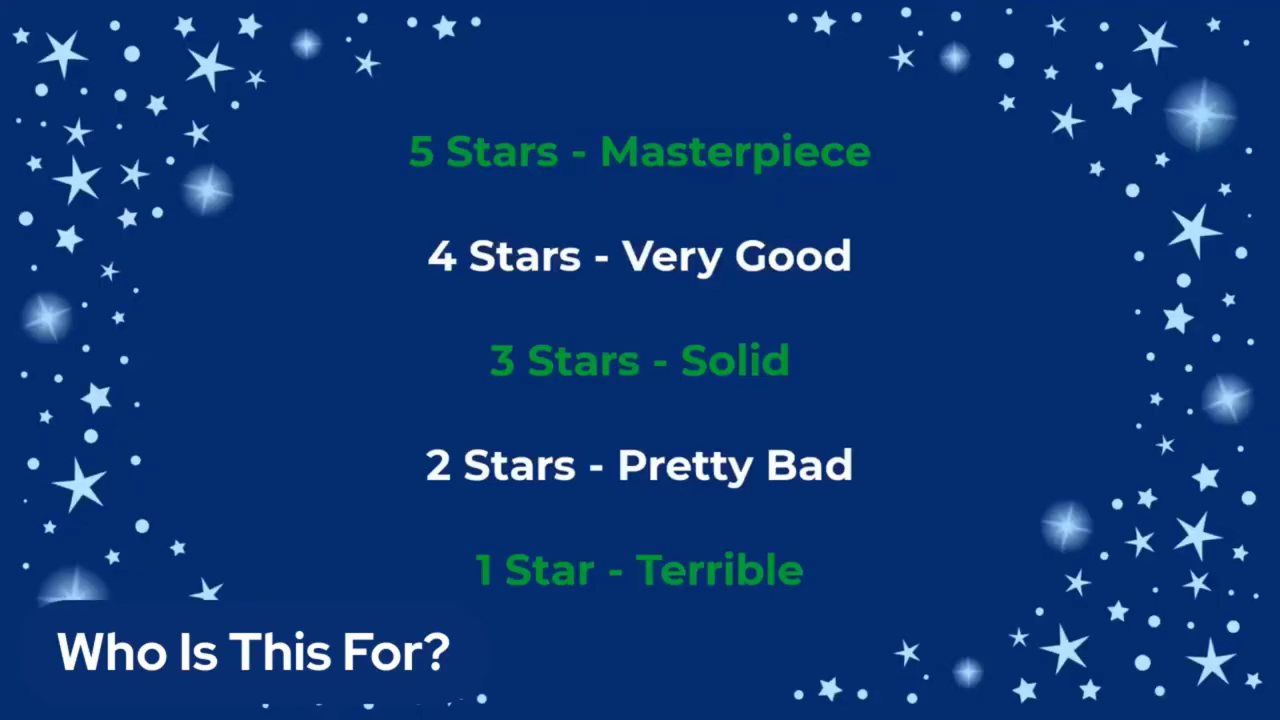 5 Stars - Masterpiece
4 Stars - Very Good
3 Stars - Solid
2 Stars - Pretty Bad
1 Star - Terrible
Who Is This For?